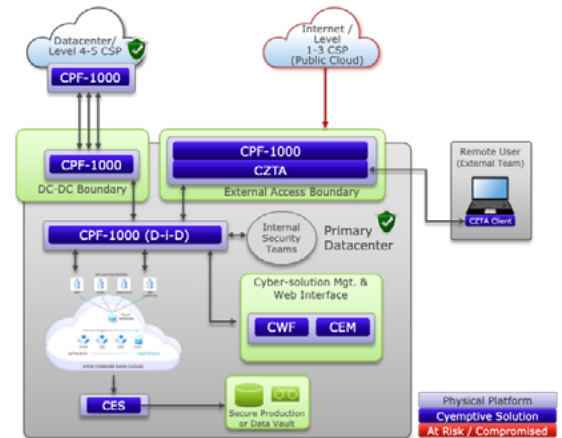 Datacenter/
Level 4-5 CSP
CPF-1000
Internet /
Level
1-3 CSP
(Public Cloud)
CPF-1000
DC-DC Boundary
CPF-1000
CZTA
External Access Boundary
Remote User
(External Team)
CZTA Client
CPF-1000 (D-I-D)
Internal
Security
Teams
Primary
Datacenter
Cyber-solution Mgt. &
Web Interface
CWF
CEM
CES
Secure Production
or Data Vault
Physical Platform
Cyemptive Solution
At Risk / Compromised